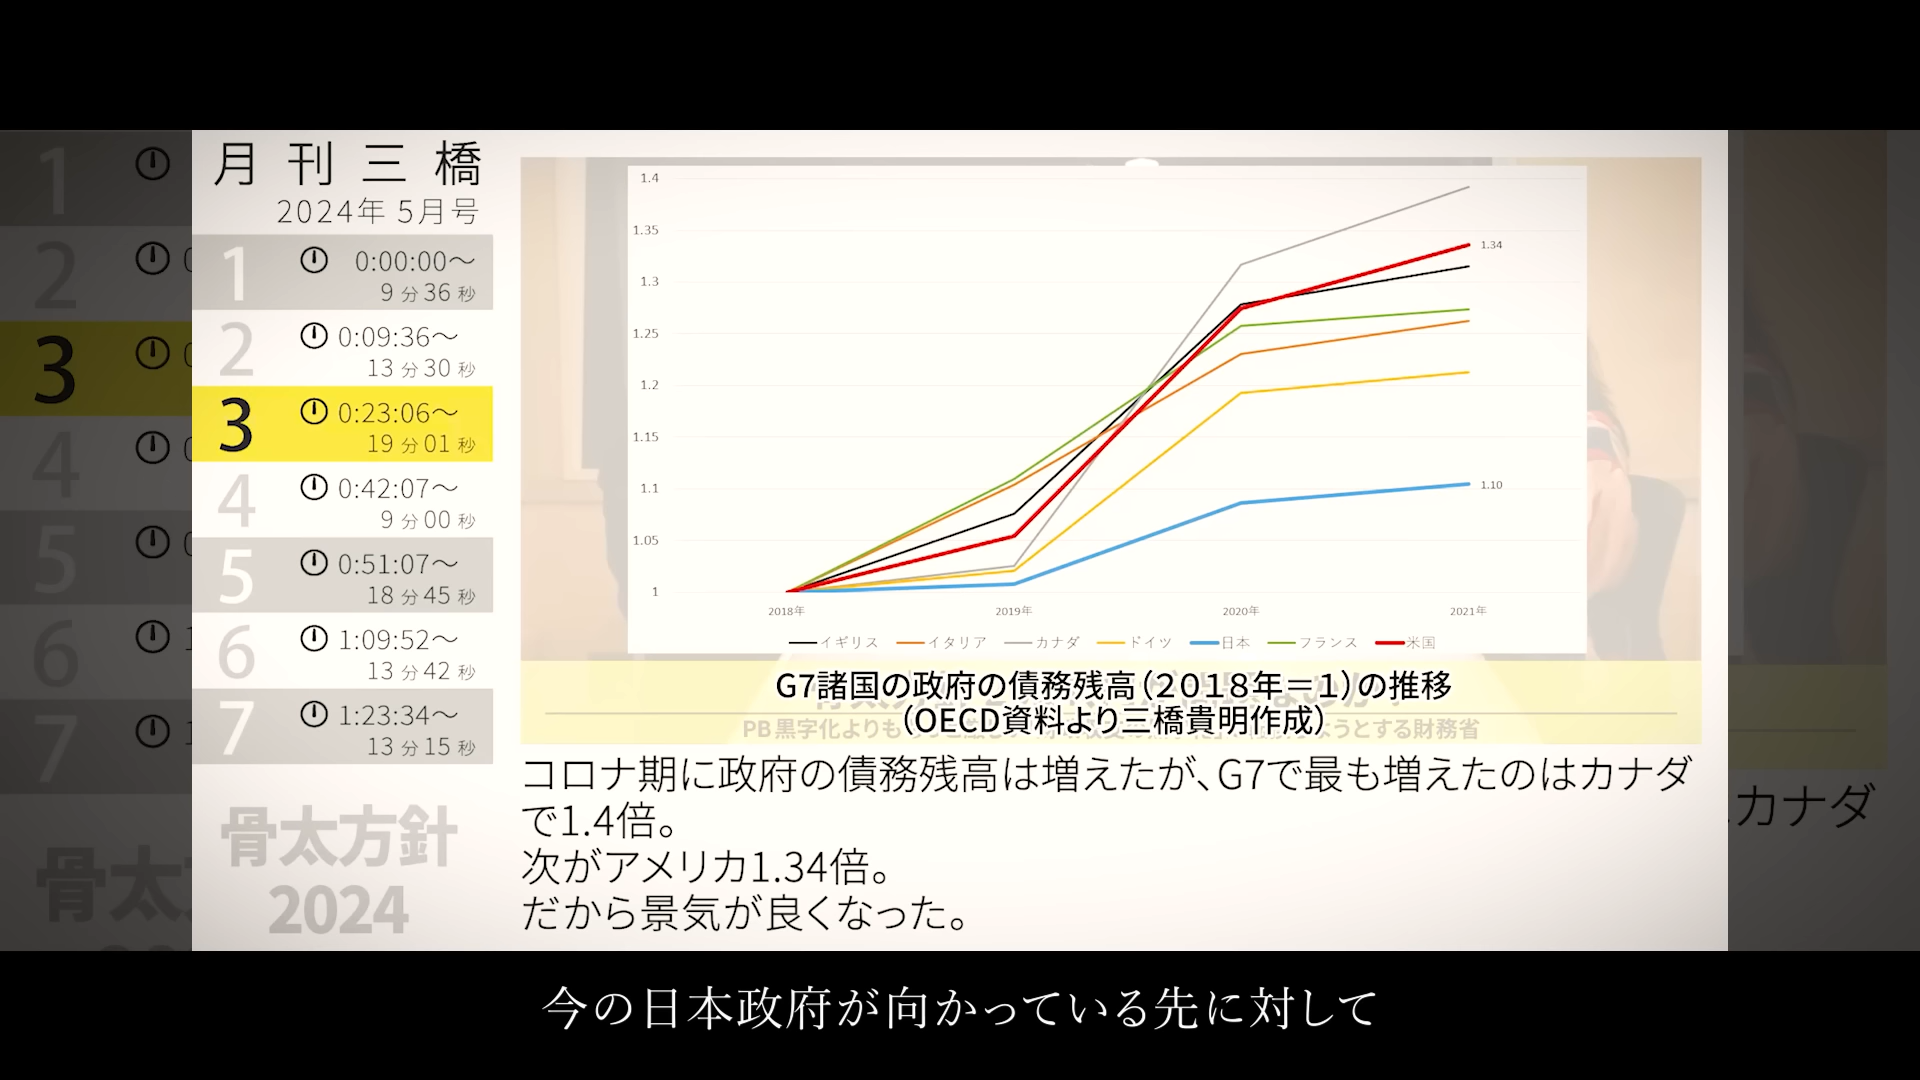 月刊三橋
2024年 5月号
1 0:00:00～
9分36秒
2 0:09:36～
13分30秒
3 0:23:06～
19分01秒
4 0:42:07～
9分00秒
5 0:51:07～
18分45秒
6 1:09:52～
13分42秒
7 1:23:34～
13分15秒
骨太方針
2024
1.4
1.35
1.3
1.25
1.2
1.15
1.1
1.05
1
1.34
1.10
2018年 2019年 2020年 2021年
イギリス イタリア カナダ ドイツ 日本 フランス 米国
G7諸国の政府の債務残高（2018年＝1）の推移
（OECD資料より三橋貴明作成）
コロナ期に政府の債務残高は増えたが、G7で最も増えたのはカナダ
で1.4倍。
次がアメリカ1.34倍。
だから景気が良くなった。
今の日本政府が向かっている先に対して
1
2
3
4
5
6
7
骨太
カナダ